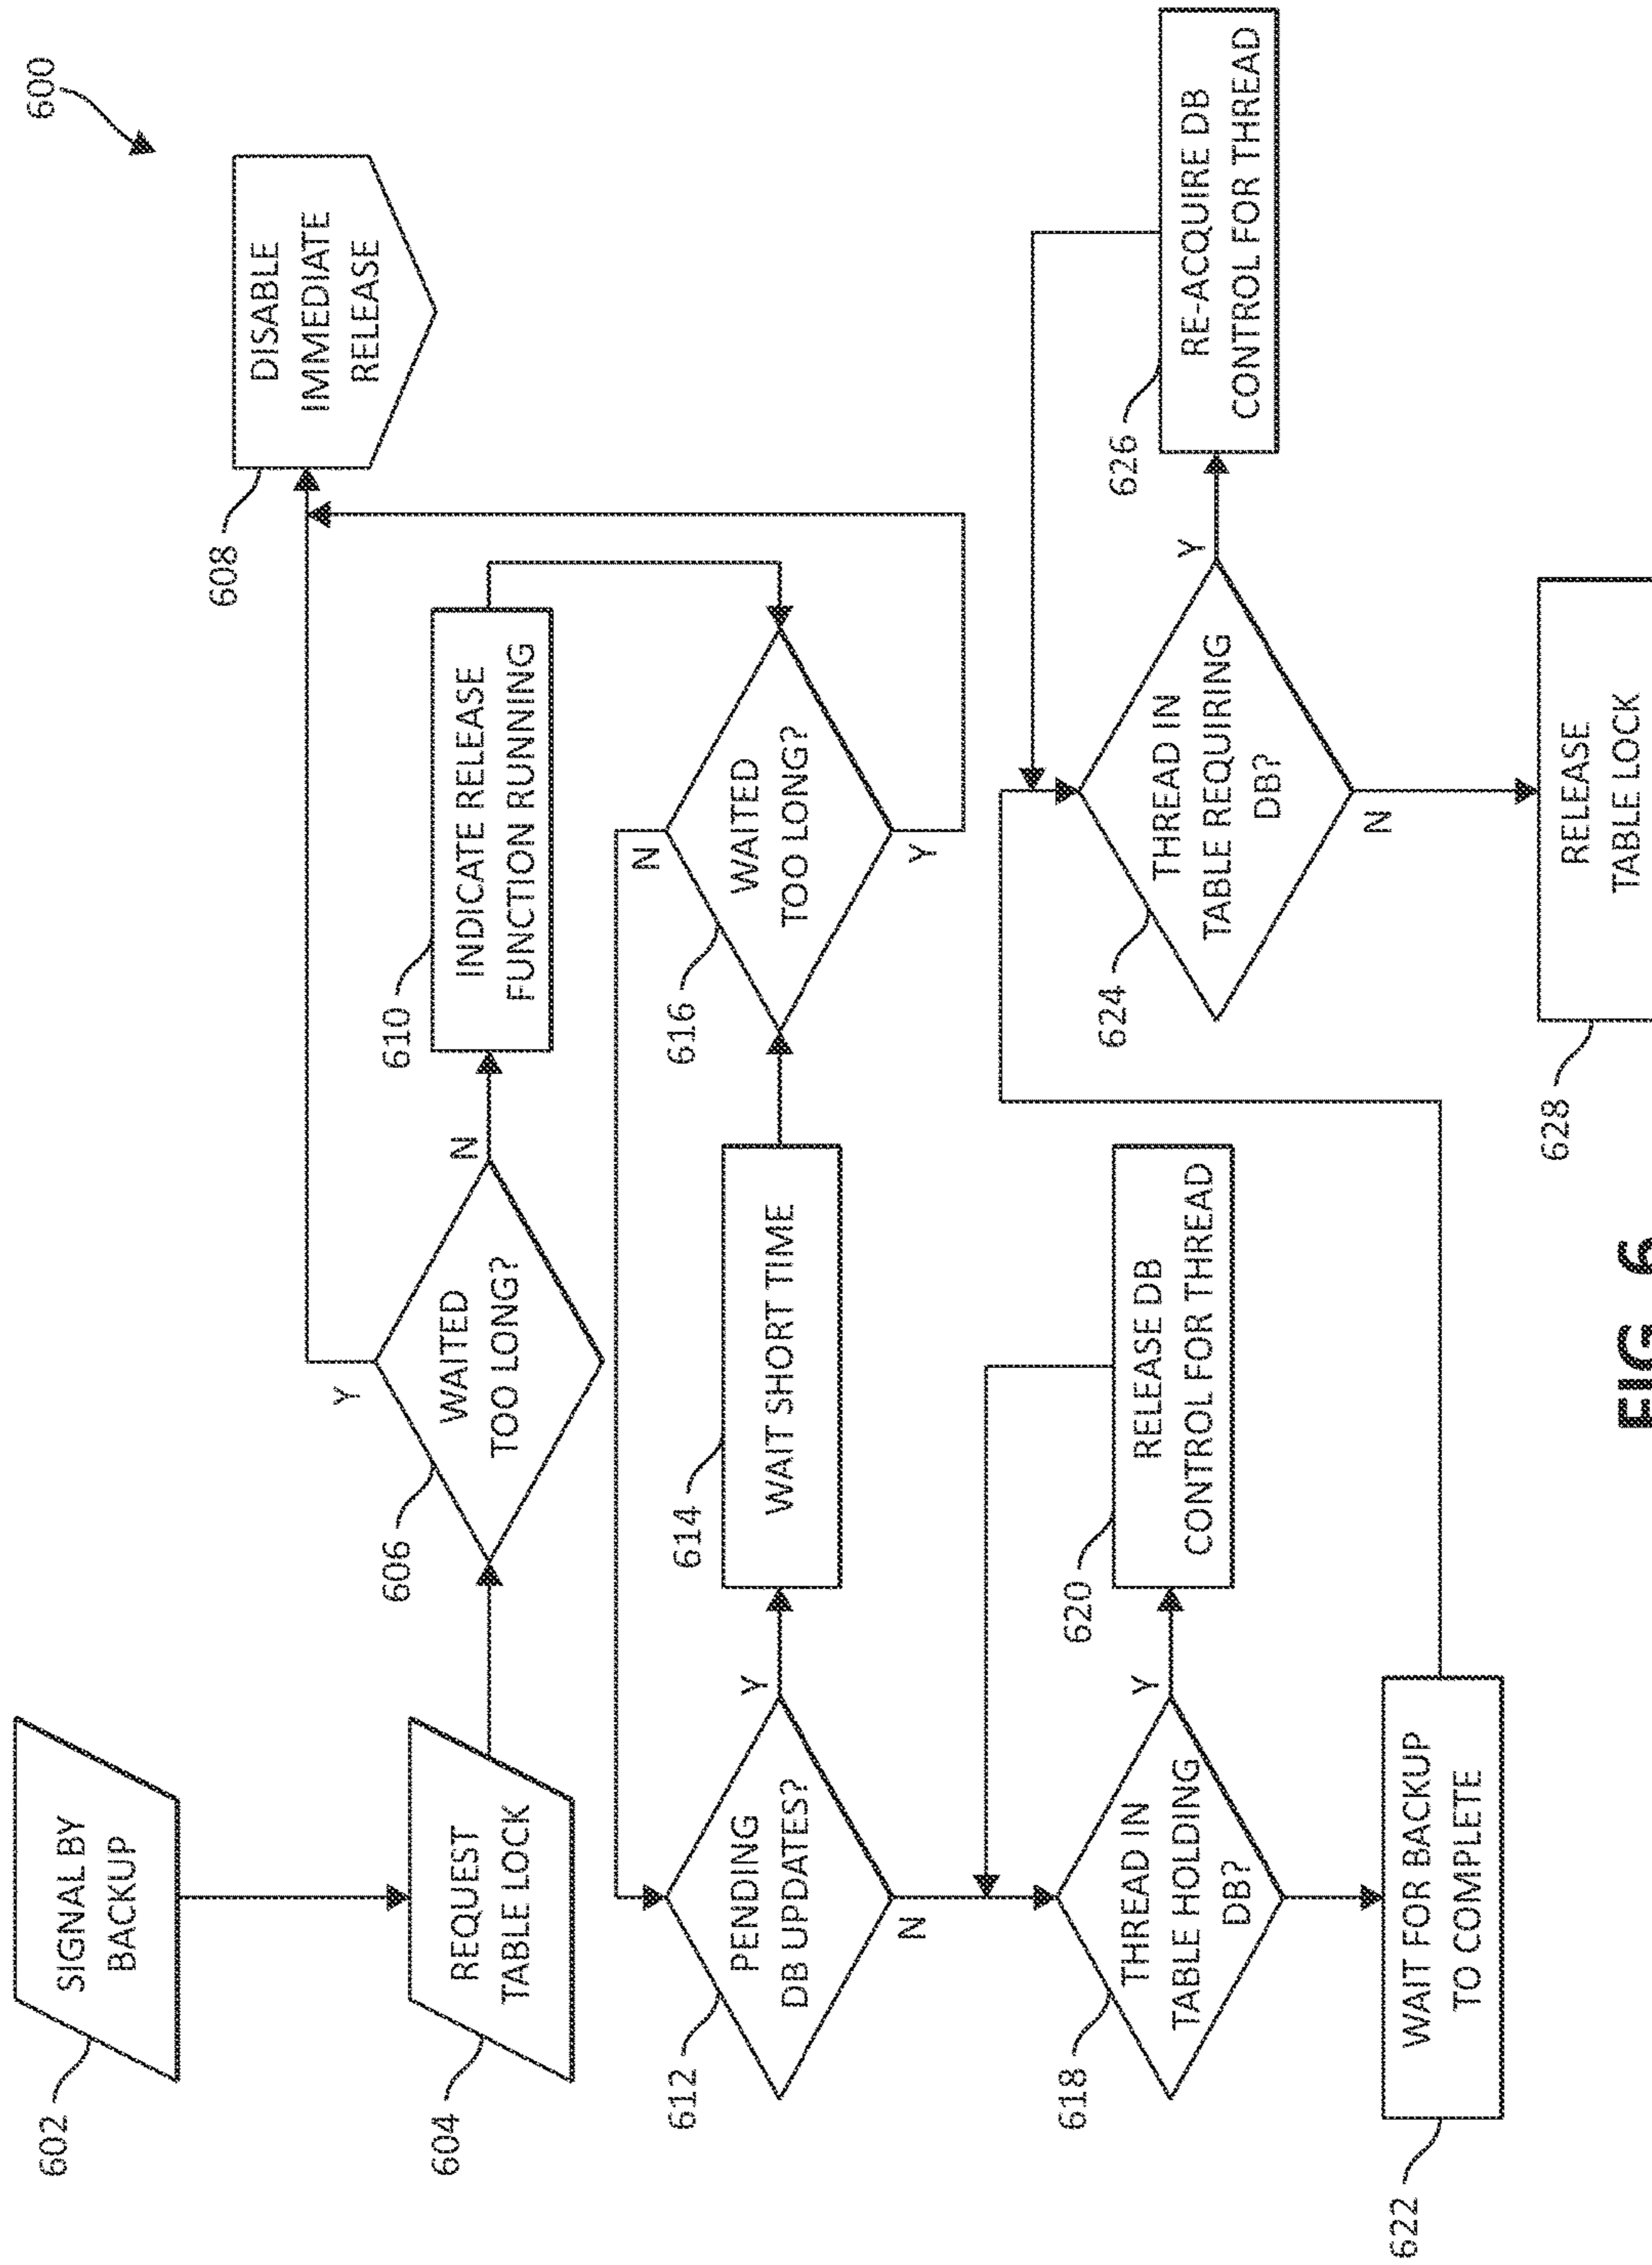 600
602
SIGNAL BY
BACKUP
604
REQUEST
TABLE LOCK
606
WAITED
TOO LONG?
Y
N
608
DISABLE
IMMEDIATE
RELEASE
610
INDICATE RELEASE
FUNCTION RUNNING
612
PENDING
DB UPDATES?
Y
N
614
WAIT SHORT TIME
616
WAITED
TOO LONG?
N
Y
618
THREAD IN
TABLE HOLDING
DB?
Y
620
RELEASE DB
CONTROL FOR THREAD
622
WAIT FOR BACKUP
TO COMPLETE
624
THREAD IN
TABLE REQUIRING
DB?
Y
N
626
RE-ACQUIRE DB
CONTROL FOR THREAD
628
RELEASE
TABLE LOCK
FIG. 6